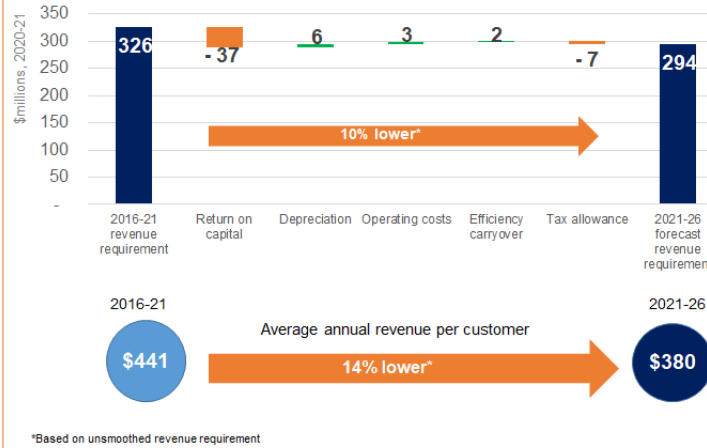 $millions, 2020-21
350
300
250
200
150
100
50
-
326
- 37
6
3
2
- 7
294
10% lower*
2016-21
revenue
requirement
Return on
capital
Depreciation
Operating costs
Efficiency
carryover
Tax allowance
2021-26
forecast
revenue
requirement
2016-21
2021-26
Average annual revenue per customer
$441
14% lower*
$380
*Based on unsmoothed revenue requirement